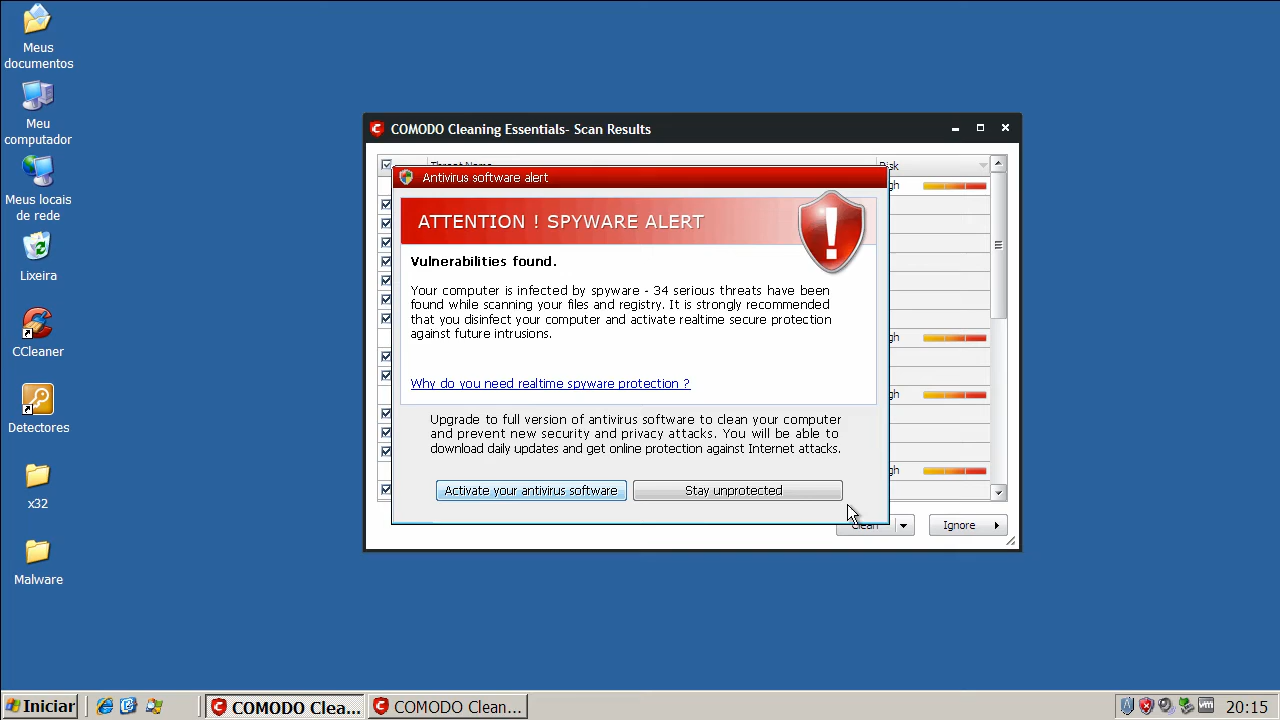 Meus
documentos
Meu
computador
Meus locais
de rede
Lixeira
CCleaner
Detectores
x32
Malware
COMODO Cleaning Essentials- Scan Results
Antivirus software alert
ATTENTION ! SPYWARE ALERT
Vulnerabilities found.
Your computer is infected by spyware - 34 serious threats have been
found while scanning your files and registry. It is strongly recommended
that you disinfect your computer and activate realtime secure protection
against future intrusions.
Why do you need realtime spyware protection ?
Upgrade to full version of antivirus software to clean your computer
and prevent new security and privacy attacks. You will be able to
download daily updates and get online protection against Internet attacks.
Activate your antivirus software
Stay unprotected
gh
gh
gh
gh
Clean
Ignore
Iniciar
COMODO Clea...
COMODO Clean...
vm
20:15